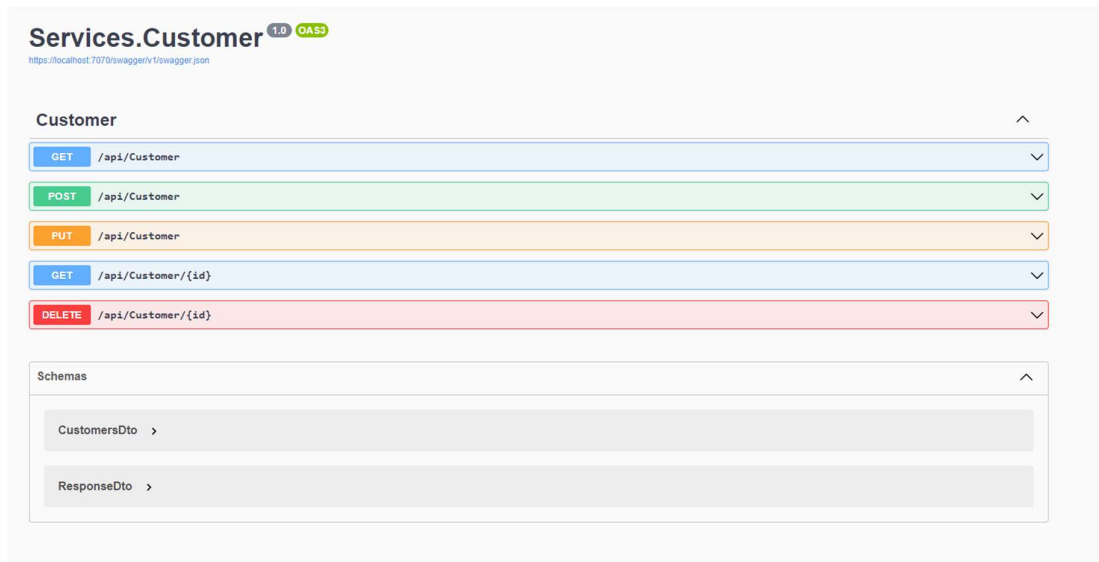 Services.Customer 1.0 OAS3
https://localhost:7070/swagger/v1/swagger.json
Customer
GET /api/Customer
POST /api/Customer
PUT /api/Customer
GET /api/Customer/{id}
DELETE /api/Customer/{id}
Schemas
CustomersDto
ResponseDto